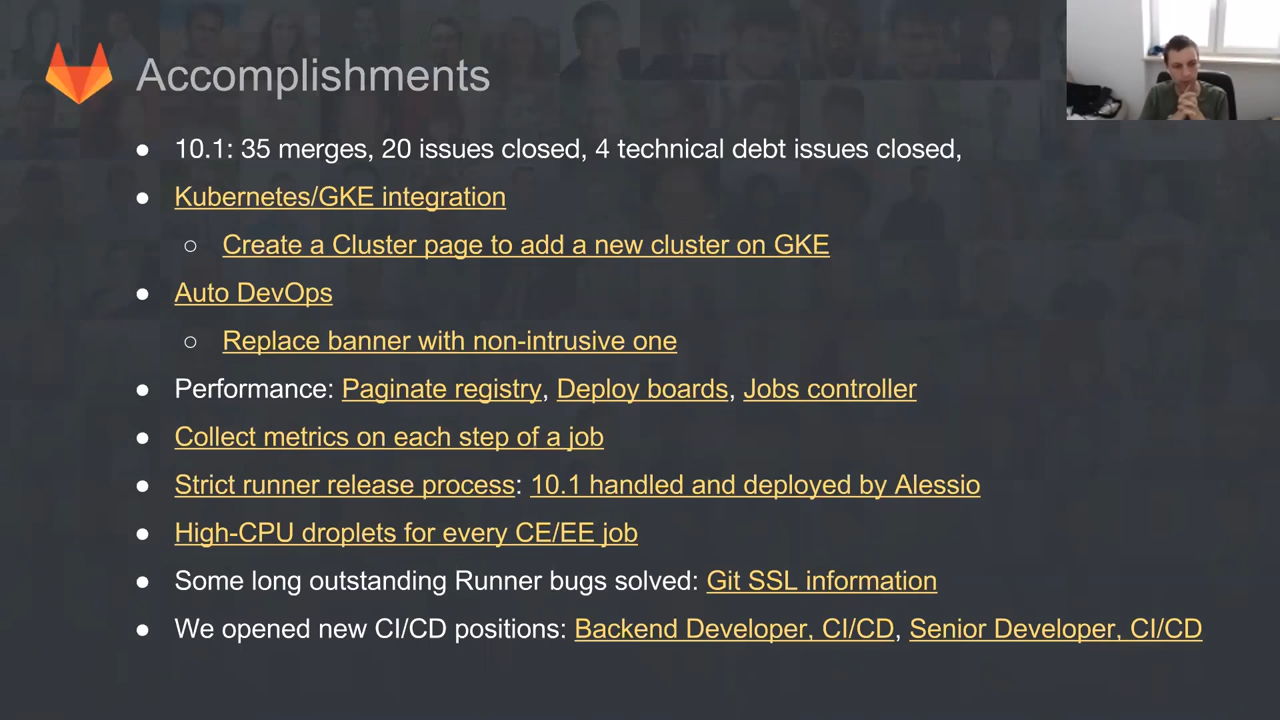 Accomplishments
● 10.1: 35 merges, 20 issues closed, 4 technical debt issues closed,
● Kubernetes/GKE integration
○ Create a Cluster page to add a new cluster on GKE
● Auto DevOps
○ Replace banner with non-intrusive one
● Performance: Paginate registry, Deploy boards, Jobs controller
● Collect metrics on each step of a job
● Strict runner release process: 10.1 handled and deployed by Alessio
● High-CPU droplets for every CE/EE job
● Some long outstanding Runner bugs solved: Git SSL information
● We opened new CI/CD positions: Backend Developer, CI/CD, Senior Developer, CI/CD